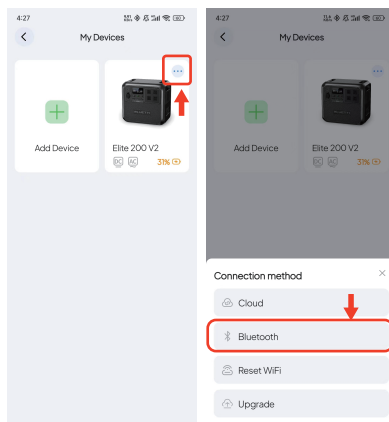 4:27
My Devices
Add Device
Elite 200 V2
DC AC 31%
4:27
My Devices
Add Device
Elite 200 V2
DC AC 31%
Connection method
Cloud
Bluetooth
Reset WiFi
Upgrade